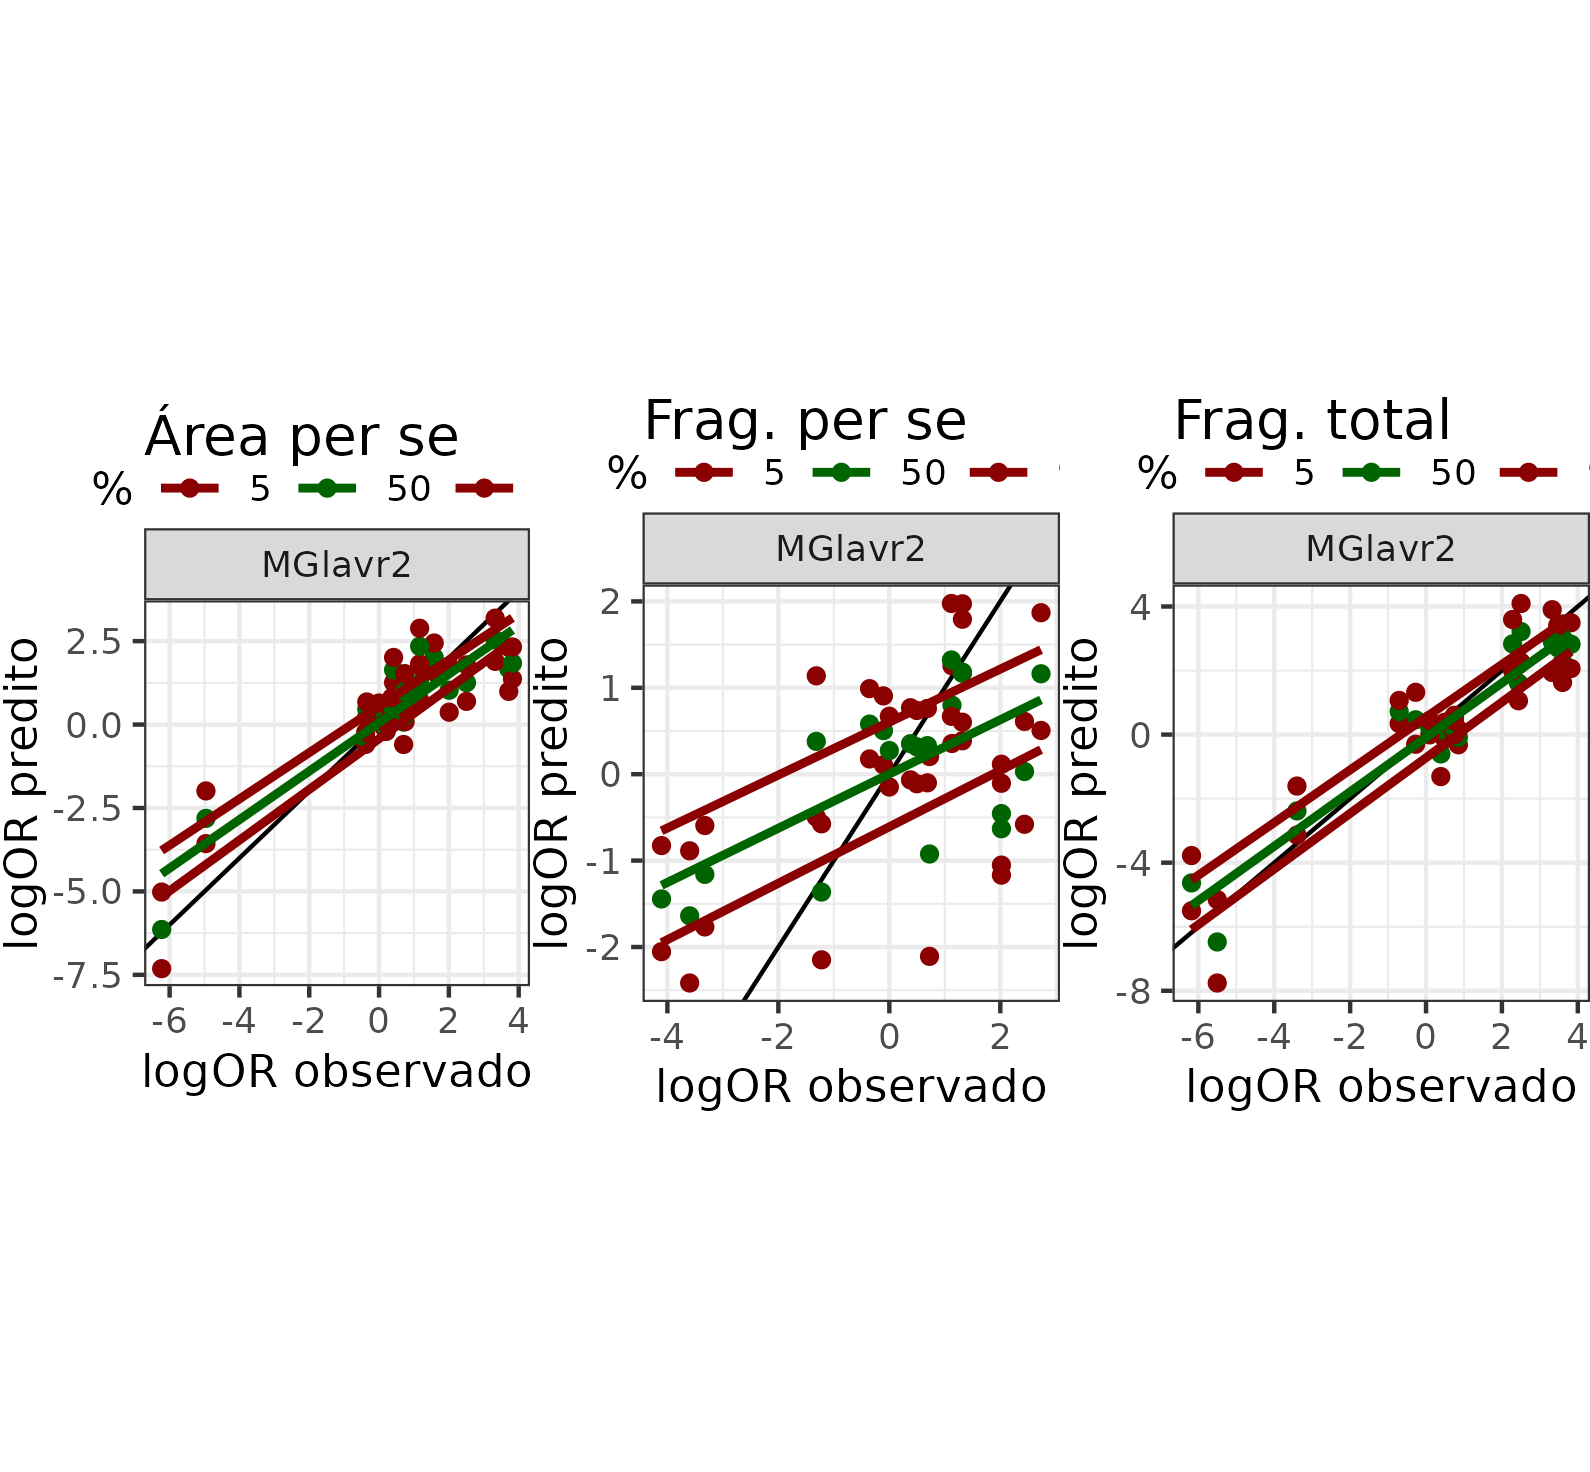 Área per se
% 5 50
MGlavr2
2.5
0.0
-2.5
-5.0
-7.5
-6 -4 -2 0 2 4
logOR observado
logOR predito
Frag. per se
% 5 50
MGlavr2
2
1
0
-1
-2
-4 -2 0 2
logOR observado
logOR predito
Frag. total
% 5 50
MGlavr2
4
0
-4
-8
-6 -4 -2 0 2 4
logOR observado
logOR predito